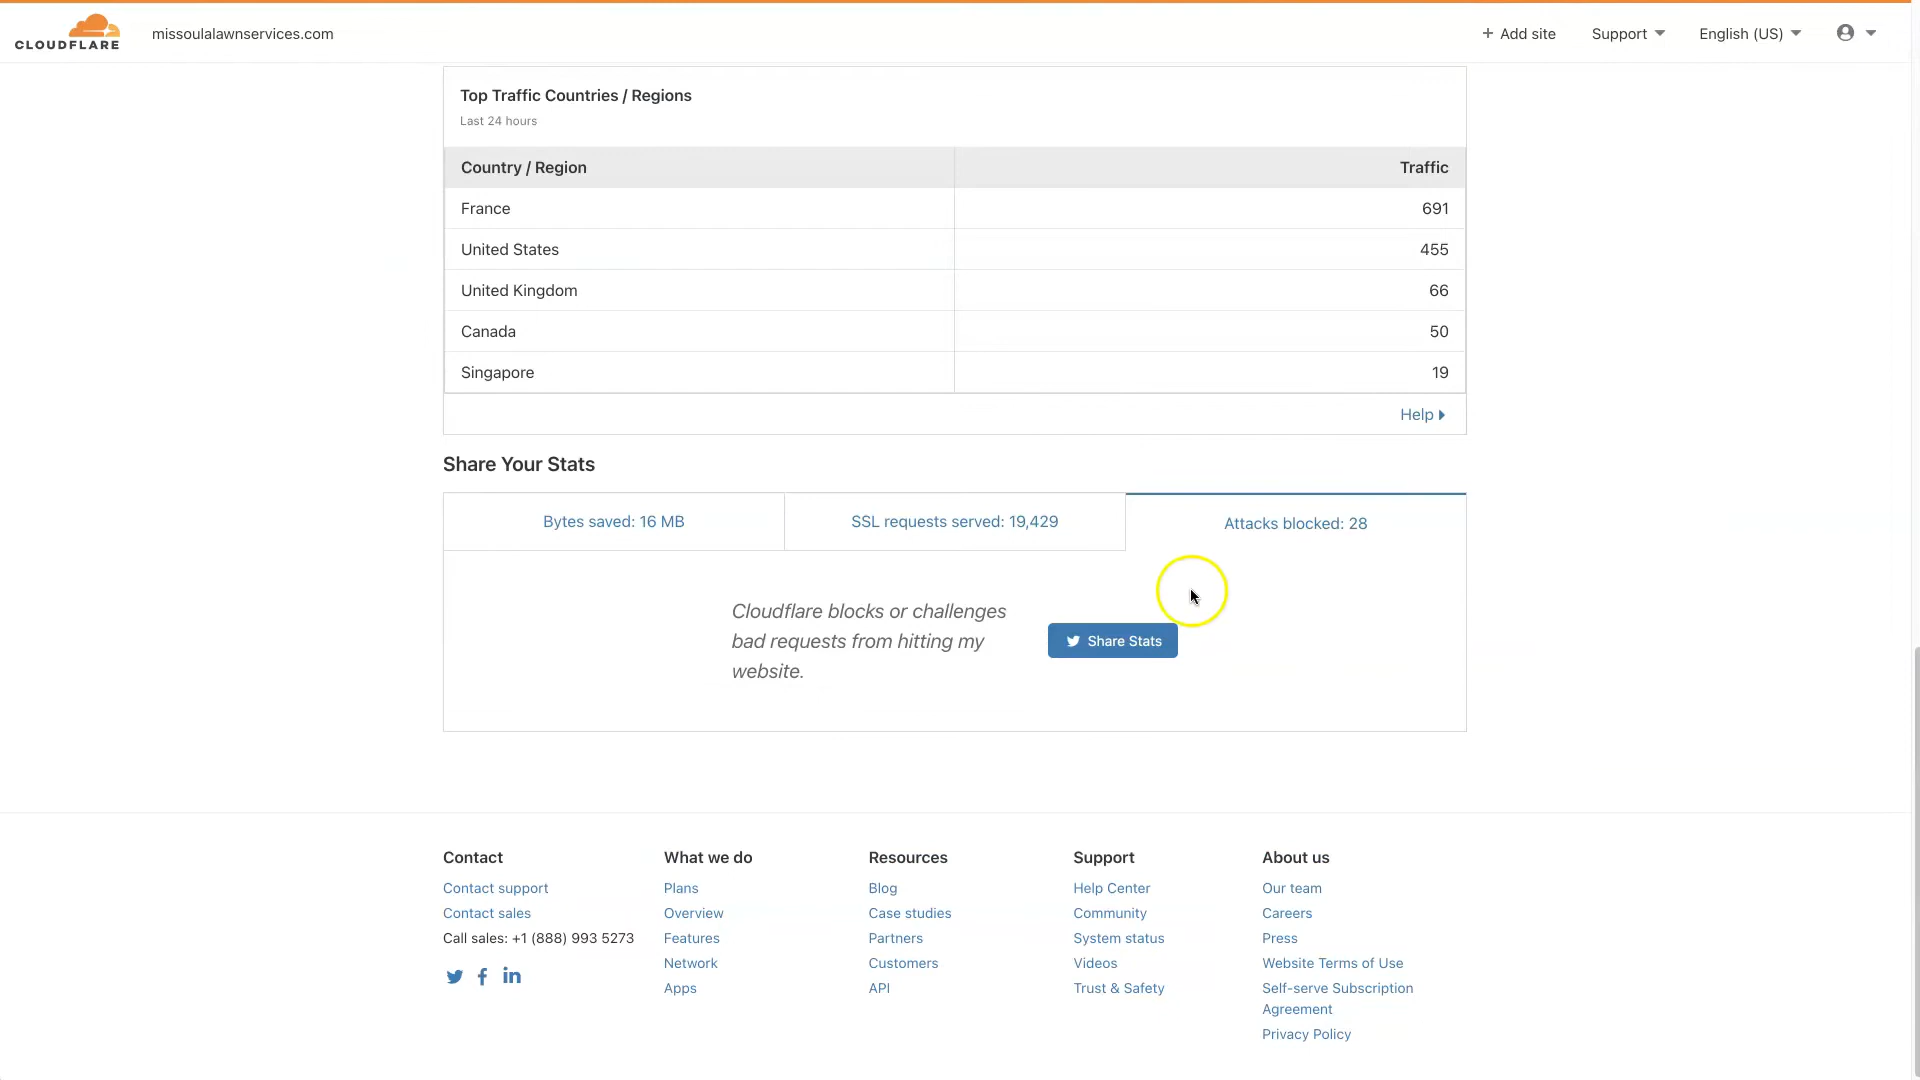 CLOUDFLARE
missoulalawnservices.com
+ Add site
Support
English (US)
Top Traffic Countries / Regions
Last 24 hours
Country / Region Traffic
France 691
United States 455
United Kingdom 66
Canada 50
Singapore 19
Help
Share Your Stats
Bytes saved: 16 MB
SSL requests served: 19,429
Attacks blocked: 28
Cloudflare blocks or challenges
bad requests from hitting my
website.
Share Stats
Contact
Contact support
Contact sales
Call sales: +1 (888) 993 5273
What we do
Plans
Overview
Features
Network
Apps
Resources
Blog
Case studies
Partners
Customers
API
Support
Help Center
Community
System status
Videos
Trust & Safety
About us
Our team
Careers
Press
Website Terms of Use
Self-serve Subscription
Agreement
Privacy Policy